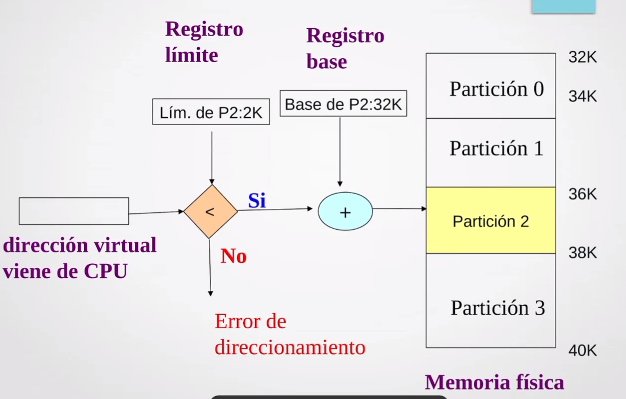 Registro
límite
Registro
base
32K
Partición 0
34K
Lím. de P2:2K
Base de P2:32K
Partición 1
36K
Si
<
+
Partición 2
dirección virtual
viene de CPU
No
38K
Partición 3
Error de
direccionamiento
40K
Memoria física